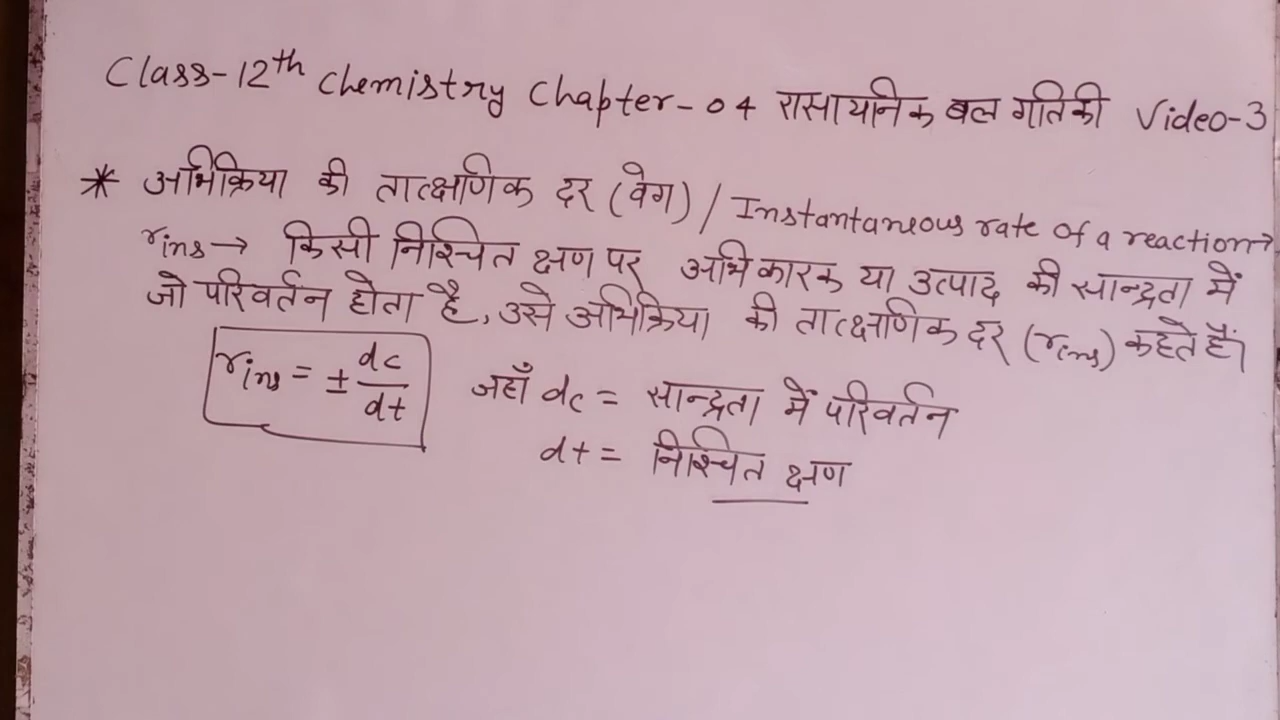 Class-12th Chemistry Chapter-04 रासायनिक बल गतिकी Video-3
* अभिक्रिया की तात्क्षणिक दर (वेग) / Instantaneous rate of a reaction→
rins → किसी निश्चित क्षण पर अभिकारक या उत्पाद की सान्द्रता में
जो परिवर्तन होता है, उसे अभिक्रिया की तात्क्षणिक दर (rins) कहते हैं।
rins = ± dc/dt जहाँ dc = सान्द्रता में परिवर्तन
dt = निश्चित क्षण